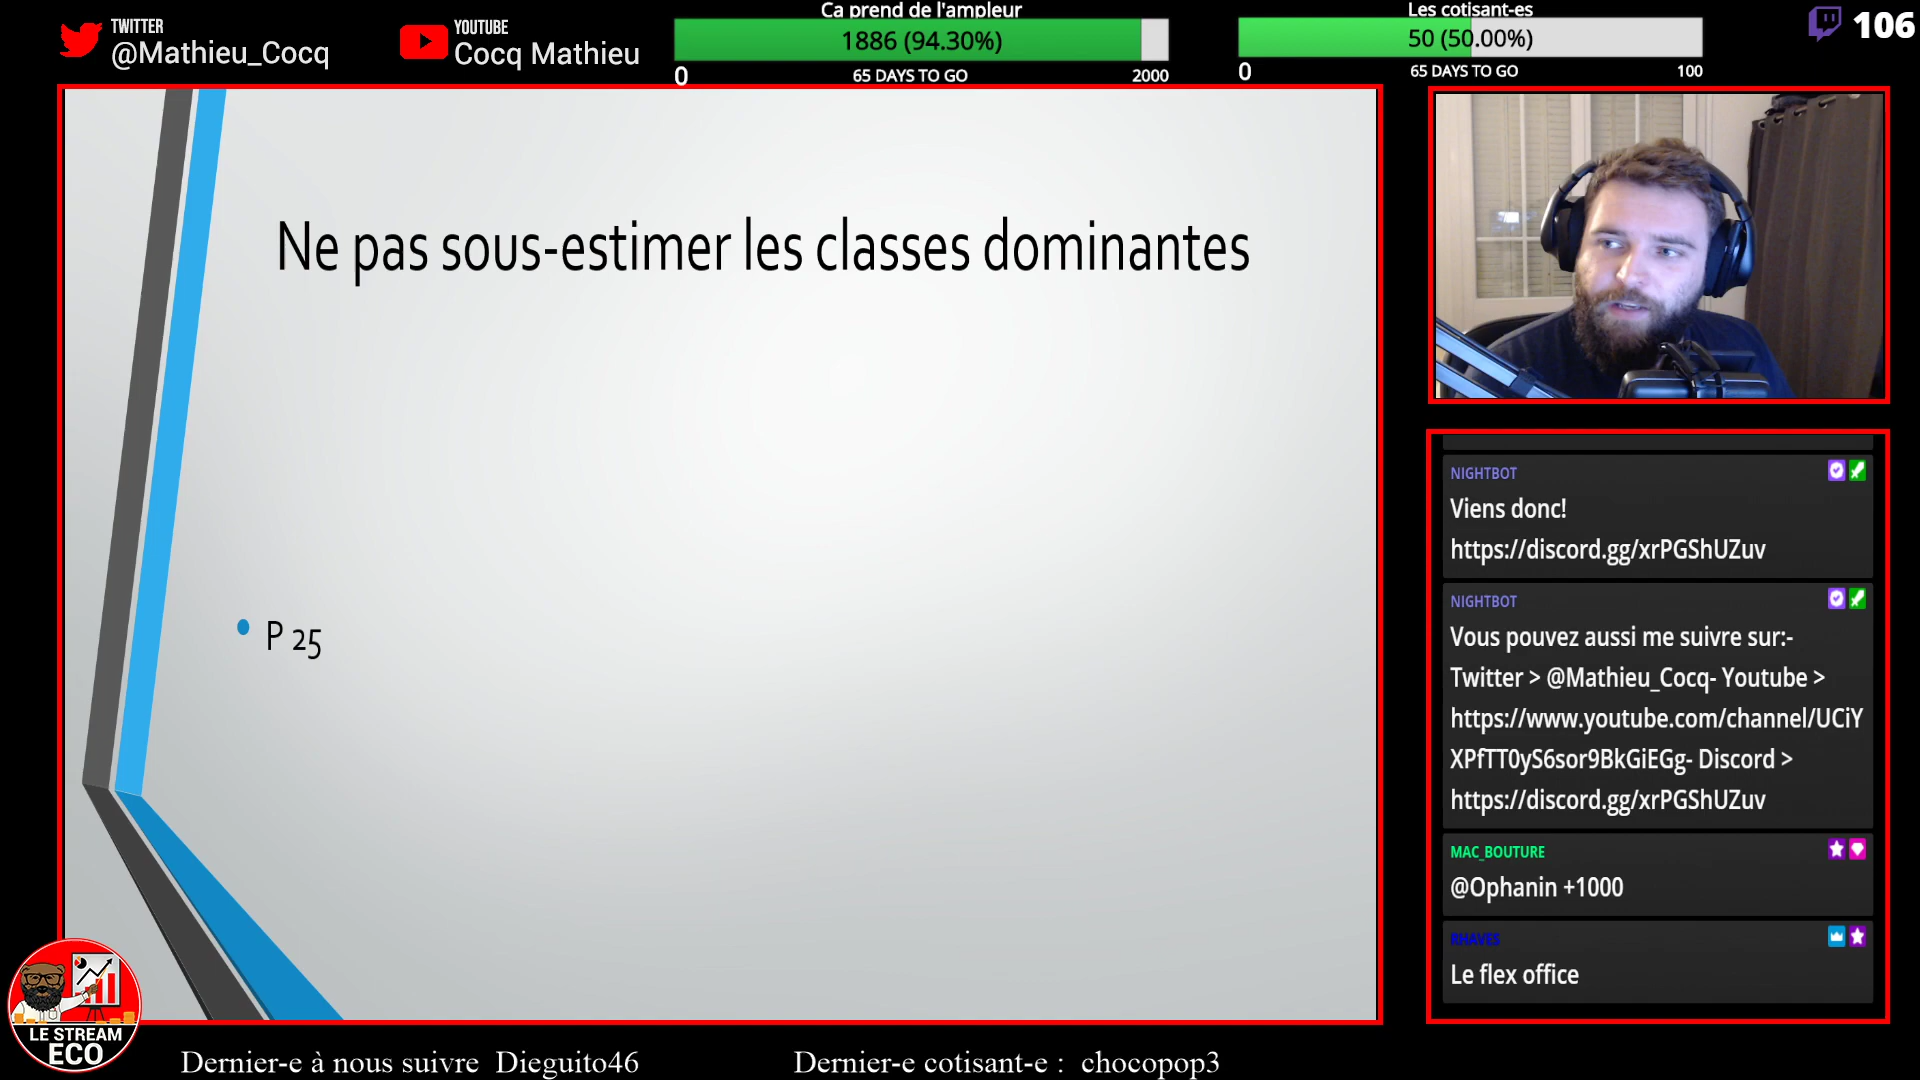 TWITTER
@Mathieu_Cocq
YOUTUBE
Cocq Mathieu
Ca prend de l'ampleur
1886 (94.30%)
0
65 DAYS TO GO
2000
Les cotisant-es
50 (50.00%)
0
65 DAYS TO GO
100
106
Ne pas sous-estimer les classes dominantes
• P 25
NIGHTBOT
Viens donc!
https://discord.gg/xrPGShUZuv
NIGHTBOT
Vous pouvez aussi me suivre sur:-
Twitter > @Mathieu_Cocq- Youtube >
https://www.youtube.com/channel/UCiY
XPfTT0yS6sor9BkGiEGg- Discord >
https://discord.gg/xrPGShUZuv
MAC_BOUTURE
@Ophanin +1000
RHAVES
Le flex office
LE STREAM
ECO
Dernier-e à nous suivre Dieguito46
Dernier-e cotisant-e : chocopop3